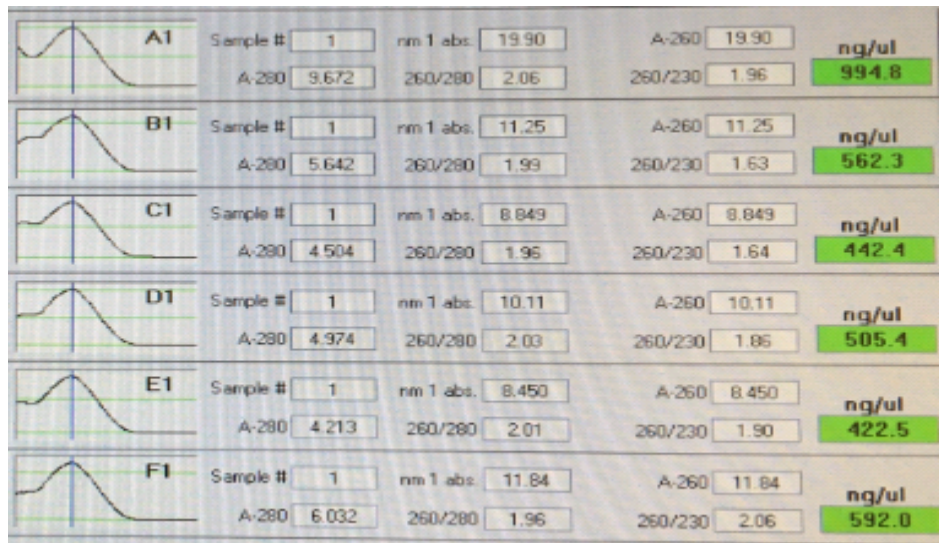 A1 Sample # 1 nm 1 abs. 19.90 A-260 19.90 ng/ul
A-280 9.672 260/280 2.06 260/230 1.96 994.8
B1 Sample # 1 nm 1 abs. 11.25 A-260 11.25 ng/ul
A-280 5.642 260/280 1.99 260/230 1.63 562.3
C1 Sample # 1 nm 1 abs. 8.849 A-260 8.849 ng/ul
A-280 4.504 260/280 1.96 260/230 1.64 442.4
D1 Sample # 1 nm 1 abs. 10.11 A-260 10.11 ng/ul
A-280 4.974 260/280 2.03 260/230 1.86 505.4
E1 Sample # 1 nm 1 abs. 8.450 A-260 8.450 ng/ul
A-280 4.213 260/280 2.01 260/230 1.90 422.5
F1 Sample # 1 nm 1 abs. 11.84 A-260 11.84 ng/ul
A-280 6.032 260/280 1.96 260/230 2.06 592.0